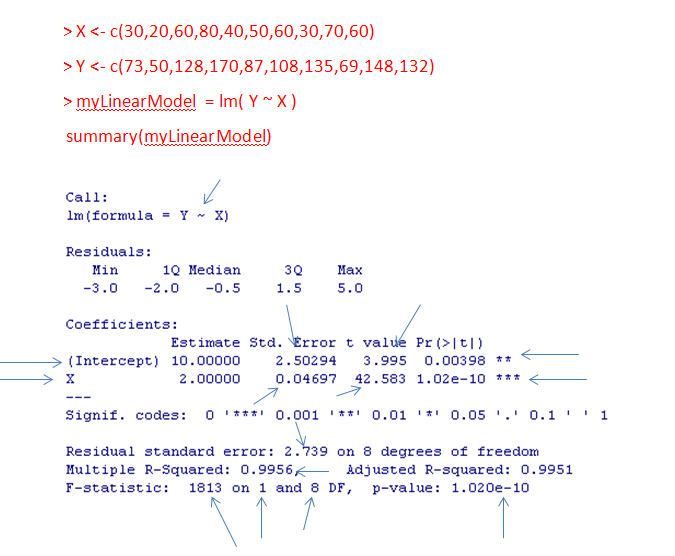 > X <- c(30,20,60,80,40,50,60,30,70,60)
>Y <- c(73,50,128,170,87,108,135,69,148,132)
> myLinearModel = lm( Y ~ X )
summary(myLinearModel)
Call:
lm(formula = Y ~ X)
Residuals:
Min 1Q Median 3Q Max
-3.0 -2.0 -0.5 1.5 5.0
Coefficients:
Estimate Std. Error t value Pr(>|t|)
(Intercept) 10.00000 2.50294 3.995 0.00398 **
X 2.00000 0.04697 42.583 1.02e-10 ***
---
Signif. codes: 0 '***' 0.001 '**' 0.01 '*' 0.05 '.' 0.1 ' ' 1
Residual standard error: 2.739 on 8 degrees of freedom
Multiple R-Squared: 0.9956, Adjusted R-squared: 0.9951
F-statistic: 1813 on 1 and 8 DF, p-value: 1.020e-10